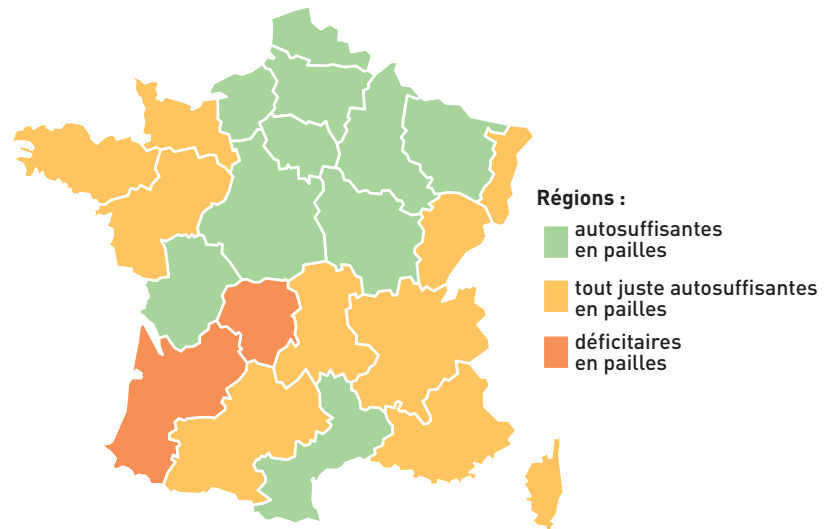 Régions :
autosuffisantes
en pailles
tout juste autosuffisantes
en pailles
déficitaires
en pailles